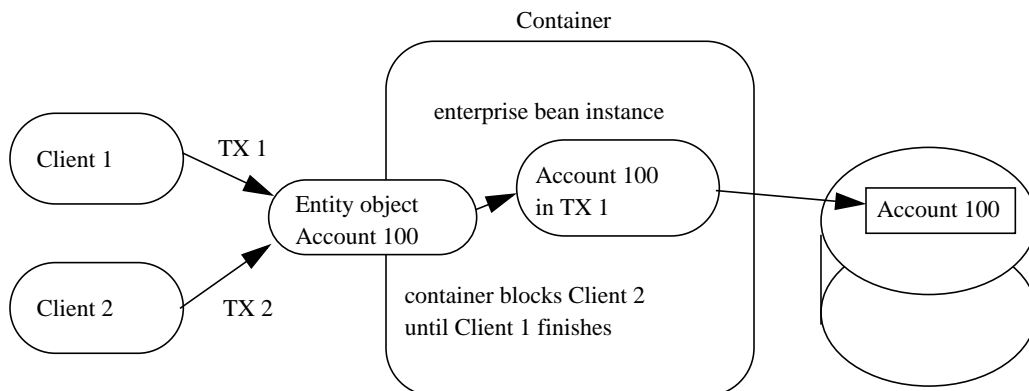 Container
enterprise bean instance
Client 1
TX 1
Account 100
in TX 1
Entity object
Account 100
Account 100
Client 2
TX 2
container blocks Client 2
until Client 1 finishes